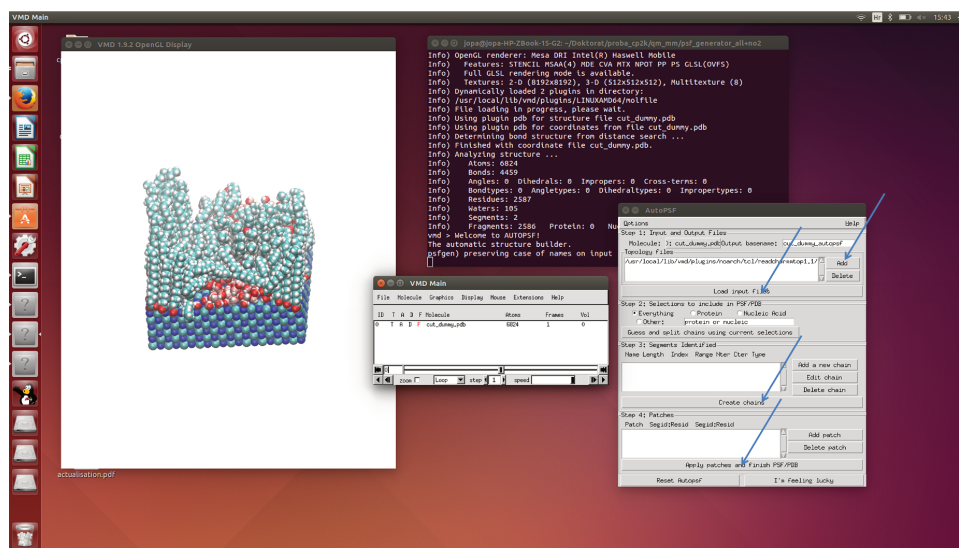 VMD Main
Hr
15:43
VMD 1.9.2 OpenGL Display
jopa@jopa-HP-ZBook-15-G2: ~/Doktorat/proba_cp2k/qm_mm/psf_generator_all+no2
Info) OpenGL renderer: Mesa DRI Intel(R) Haswell Mobile
Info)   Features: STENCIL MSAA(4) MDE CVA MTX NPOT PP PS GLSL(OVFS)
Info)   Full GLSL rendering mode is available.
Info)   Textures: 2-D (8192x8192), 3-D (512x512x512), Multitexture (8)
Info) Dynamically loaded 2 plugins in directory:
Info) /usr/local/lib/vmd/plugins/LINUXAMD64/molfile
Info) File loading in progress, please wait.
Info) Using plugin pdb for structure file cut_dummy.pdb
Info) Using plugin pdb for coordinates from file cut_dummy.pdb
Info) Determining bond structure from distance search ...
Info) Finished with coordinate file cut_dummy.pdb.
Info) Analyzing structure ...
Info)    Atoms: 6824
Info)    Bonds: 4459
Info)    Angles: 0  Dihedrals: 0  Impropers: 0  Cross-terms: 0
Info)    Bondtypes: 0  Angletypes: 0  Dihedraltypes: 0  Impropertypes: 0
Info)    Residues: 2587
Info)    Waters: 105
Info)    Segments: 2
Info)    Fragments: 2586   Protein: 0   Nu
vmd > Welcome to AUTOPSF!
The automatic structure builder.
psfgen) preserving case of names on input
AutoPSF
Options Help
Step 1: Input and Output Files
Molecule: cut_dummy.pdb Output basename: cut_dummy_autopsf
Topology Files
/usr/local/lib/vmd/plugins/noarch/tcl/readcharmmtop1.1/
Add
Delete
Load input files
Step 2: Selections to include in PSF/PDB
Everything Protein Nucleic Acid
Other: protein or nucleic
Guess and split chains using current selections
Step 3: Segments Identified
Name Length Index Range Nter Cter Type
Add a new chain
Edit chain
Delete chain
Create chains
Step 4: Patches
Patch Segid:Resid Segid:Resid
Add patch
Delete patch
Apply patches and finish PSF/PDB
Reset Autopsf I'm feeling lucky
VMD Main
File Molecule Graphics Display Mouse Extensions Help
ID T A D F Molecule Atoms Frames Vol
0 T A D F cut_dummy.pdb 6824 1 0
0
zoom Loop step 1 speed
actualisation.pdf